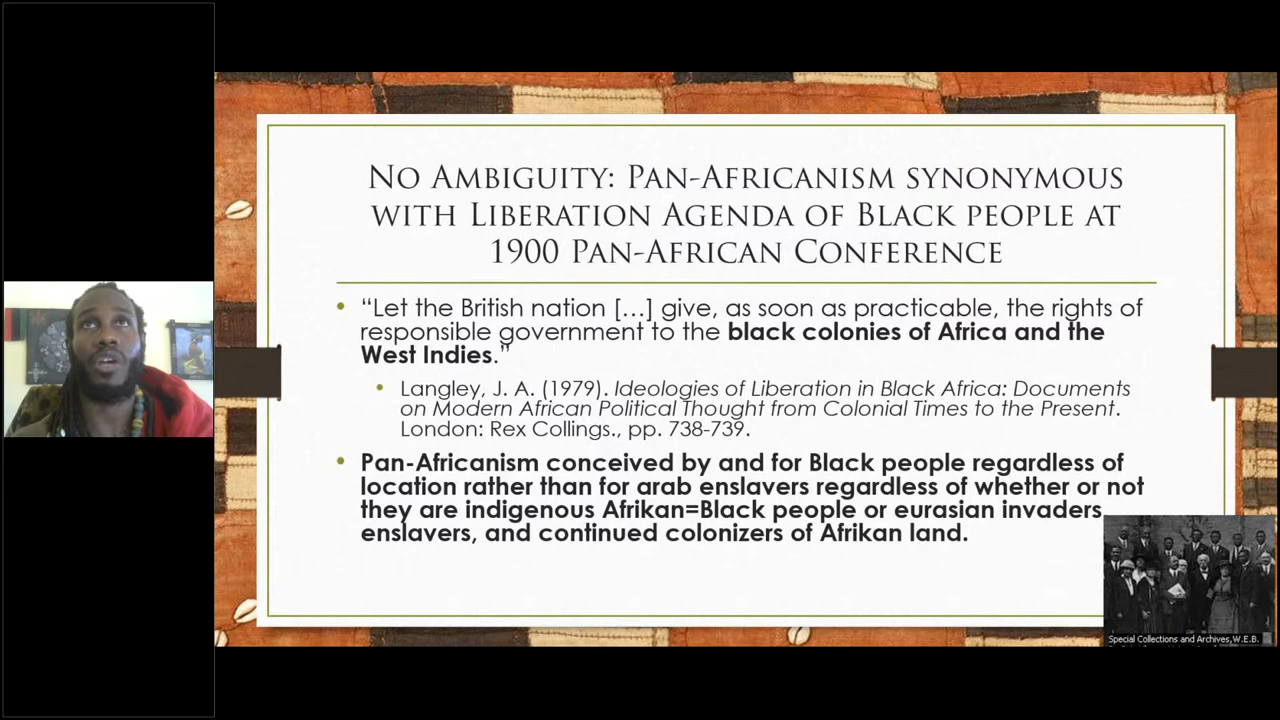 No Ambiguity: Pan-Africanism synonymous
with Liberation Agenda of Black people at
1900 Pan-African Conference
• “Let the British nation […] give, as soon as practicable, the rights of
responsible government to the black colonies of Africa and the
West Indies.”
• Langley, J. A. (1979). Ideologies of Liberation in Black Africa: Documents
on Modern African Political Thought from Colonial Times to the Present.
London: Rex Collings., pp. 738-739.
• Pan-Africanism conceived by and for Black people regardless of
location rather than for arab enslavers regardless of whether or not
they are indigenous Afrikan=Black people or eurasian invaders,
enslavers, and continued colonizers of Afrikan land.
Special Collections and Archives, W.E.B.